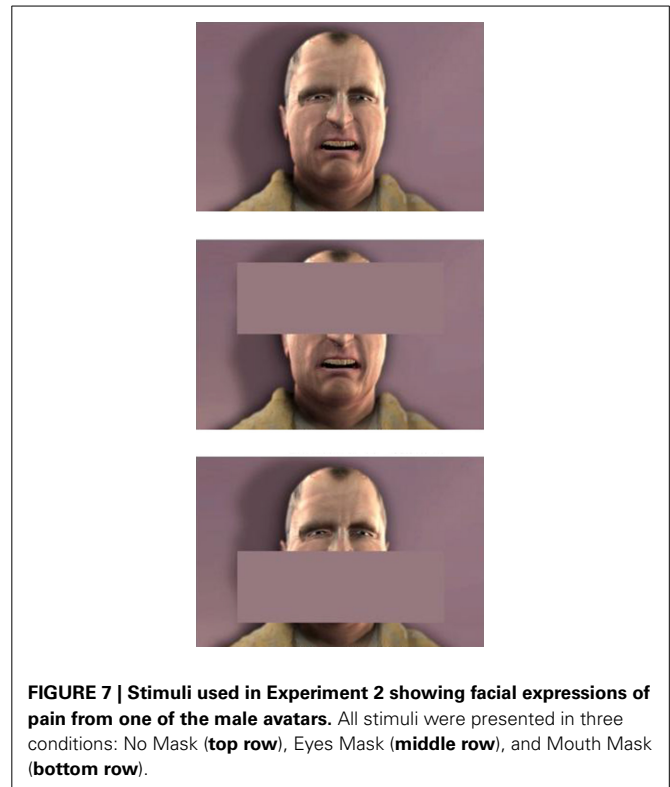 FIGURE 7 | Stimuli used in Experiment 2 showing facial expressions of
pain from one of the male avatars. All stimuli were presented in three
conditions: No Mask (top row), Eyes Mask (middle row), and Mouth Mask
(bottom row).